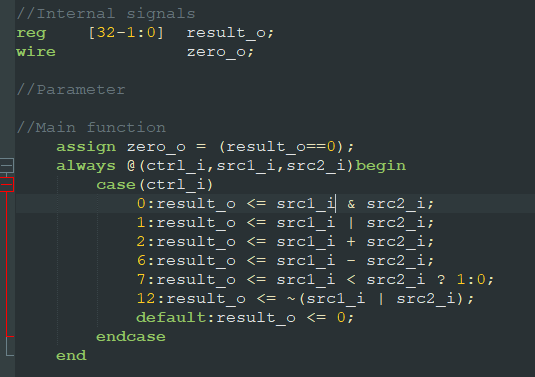 //Internal signals
reg    [32-1:0]  result_o;
wire             zero_o;
//Parameter
//Main function
    assign zero_o = (result_o==0);
    always @(ctrl_i,src1_i,src2_i)begin
        case(ctrl_i)
            0:result_o <= src1_i & src2_i;
            1:result_o <= src1_i | src2_i;
            2:result_o <= src1_i + src2_i;
            6:result_o <= src1_i - src2_i;
            7:result_o <= src1_i < src2_i ? 1:0;
            12:result_o <= ~(src1_i | src2_i);
            default:result_o <= 0;
        endcase
    end